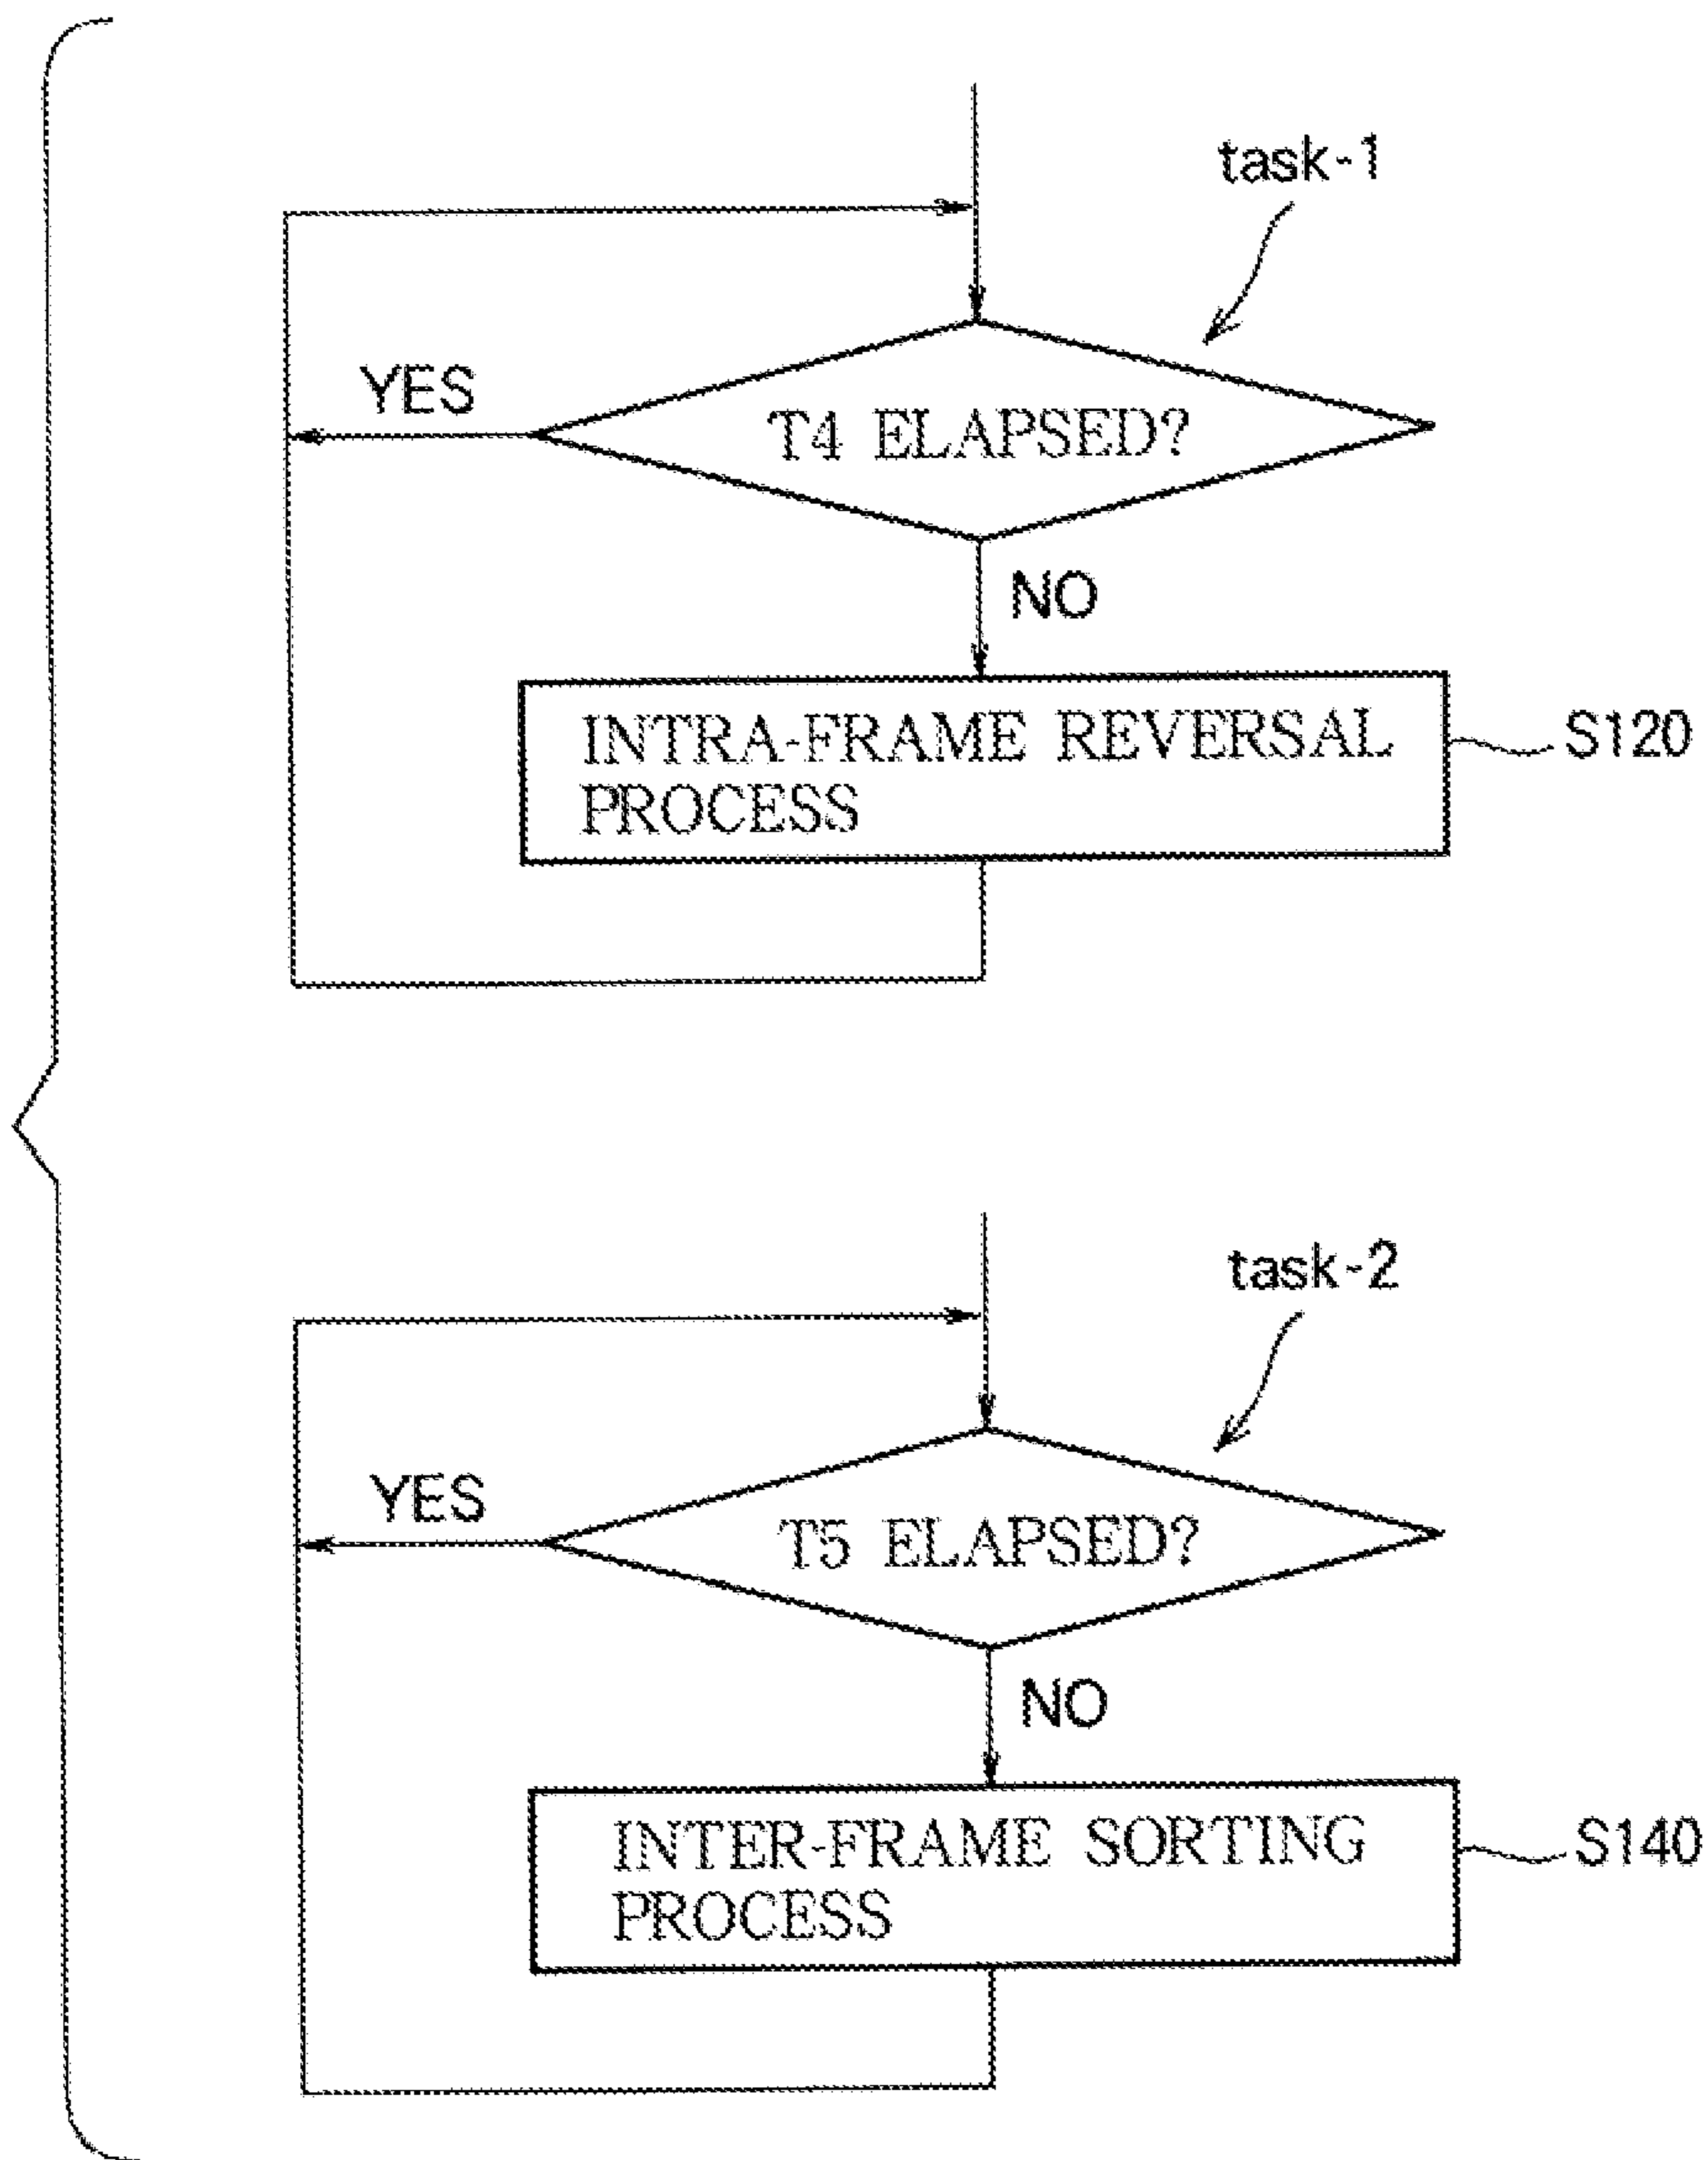 task-1
T4 ELAPSED?
YES
NO
INTRA-FRAME REVERSAL
PROCESS
S120
task-2
T5 ELAPSED?
YES
NO
INTER-FRAME SORTING
PROCESS
S140